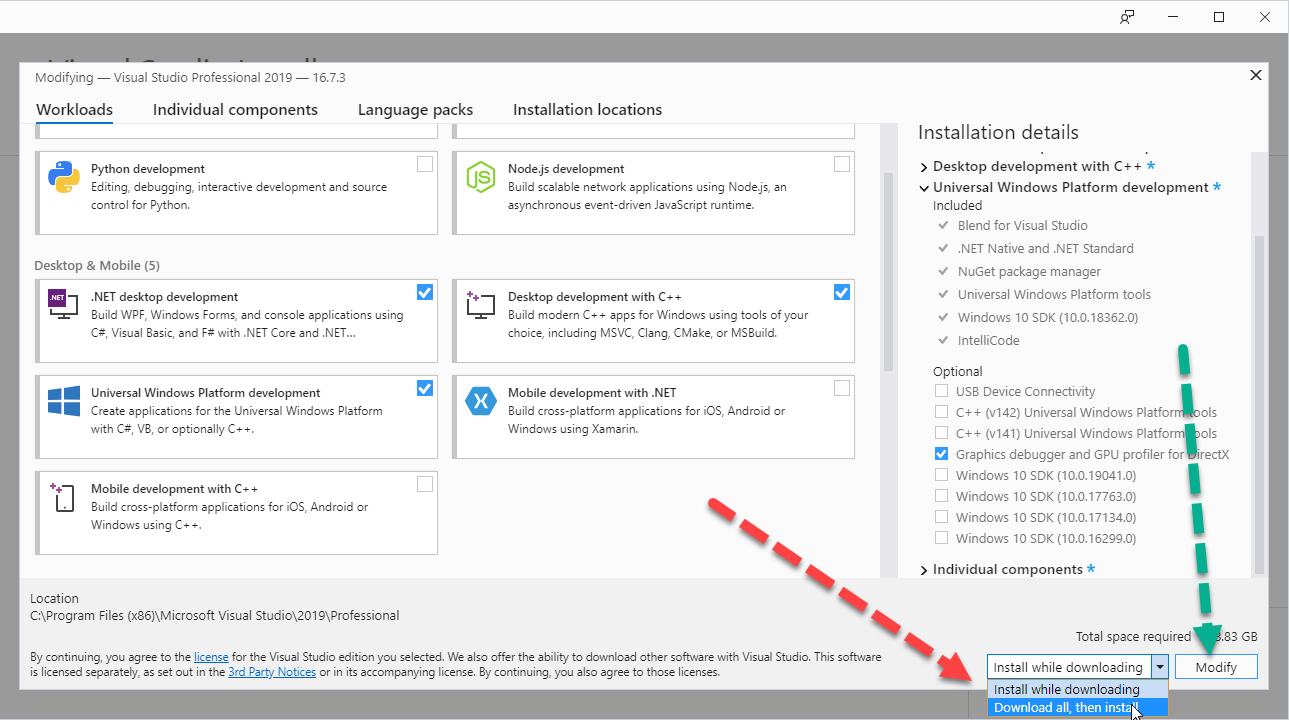 Modifying — Visual Studio Professional 2019 — 16.7.3
Workloads
Individual components
Language packs
Installation locations
Python development
Editing, debugging, interactive development and source
control for Python.
Node.js development
Build scalable network applications using Node.js, an
asynchronous event-driven JavaScript runtime.
Desktop & Mobile (5)
.NET
.NET desktop development
Build WPF, Windows Forms, and console applications using
C#, Visual Basic, and F# with .NET Core and .NET...
Desktop development with C++
Build modern C++ apps for Windows using tools of your
choice, including MSVC, Clang, CMake, or MSBuild.
Universal Windows Platform development
Create applications for the Universal Windows Platform
with C#, VB, or optionally C++.
Mobile development with .NET
Build cross-platform applications for iOS, Android or
Windows using Xamarin.
Mobile development with C++
Build cross-platform applications for iOS, Android or
Windows using C++.
Installation details
Desktop development with C++ *
Universal Windows Platform development *
Included
Blend for Visual Studio
.NET Native and .NET Standard
NuGet package manager
Universal Windows Platform tools
Windows 10 SDK (10.0.18362.0)
IntelliCode
Optional
USB Device Connectivity
C++ (v142) Universal Windows Platform tools
C++ (v141) Universal Windows Platform tools
Graphics debugger and GPU profiler for DirectX
Windows 10 SDK (10.0.19041.0)
Windows 10 SDK (10.0.17763.0)
Windows 10 SDK (10.0.17134.0)
Windows 10 SDK (10.0.16299.0)
Individual components *
Location
C:\Program Files (x86)\Microsoft Visual Studio\2019\Professional
By continuing, you agree to the license for the Visual Studio edition you selected. We also offer the ability to download other software with Visual Studio. This software
is licensed separately, as set out in the 3rd Party Notices or in its accompanying license. By continuing, you also agree to those licenses.
Total space required GB
Install while downloading
Modify
Install while downloading
Download all, then install